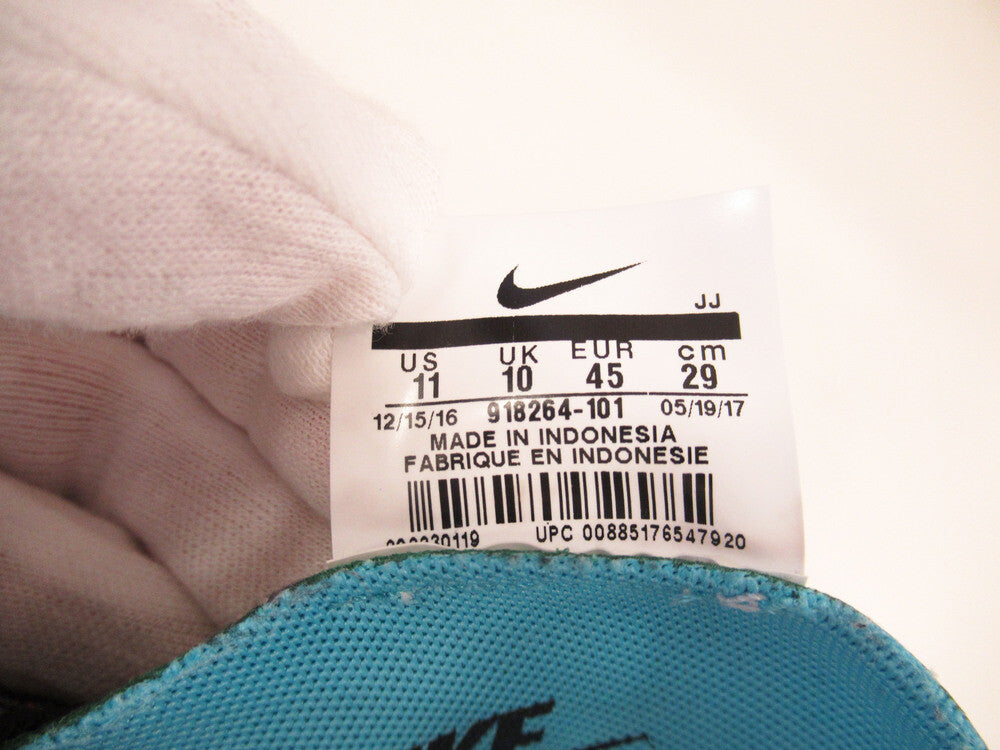 JJ
US UK EUR cm
11 10 45 29
12/15/16 918264-101 05/19/17
MADE IN INDONESIA
FABRIQUE EN INDONESIE
UPC 00885176547920
NIKE